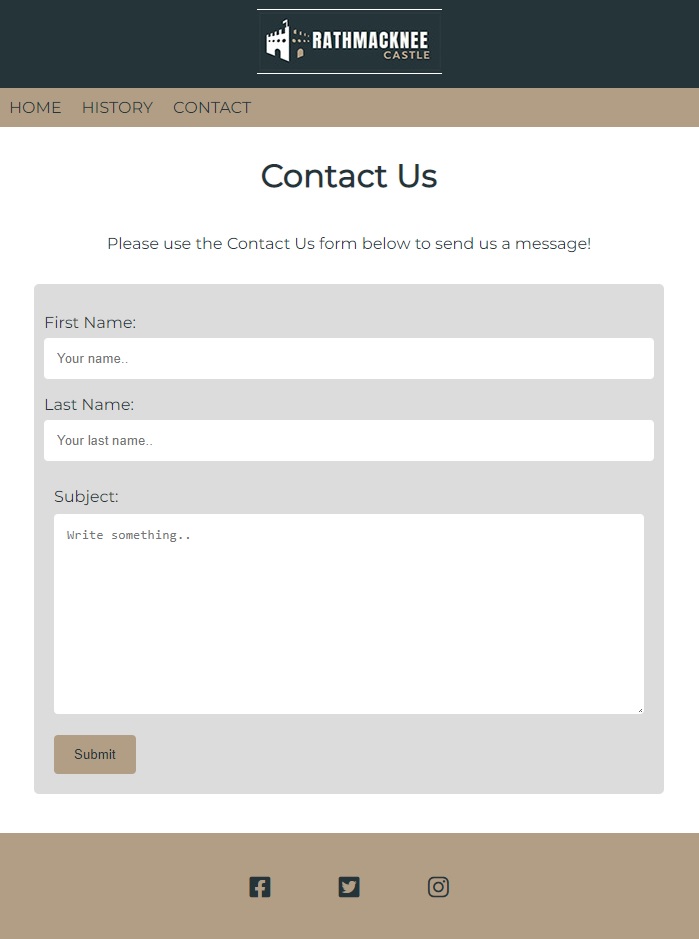 RATHMACKNEE
CASTLE
HOME HISTORY CONTACT
Contact Us
Please use the Contact Us form below to send us a message!
First Name:
Your name..
Last Name:
Your last name..
Subject:
Write something..
Submit